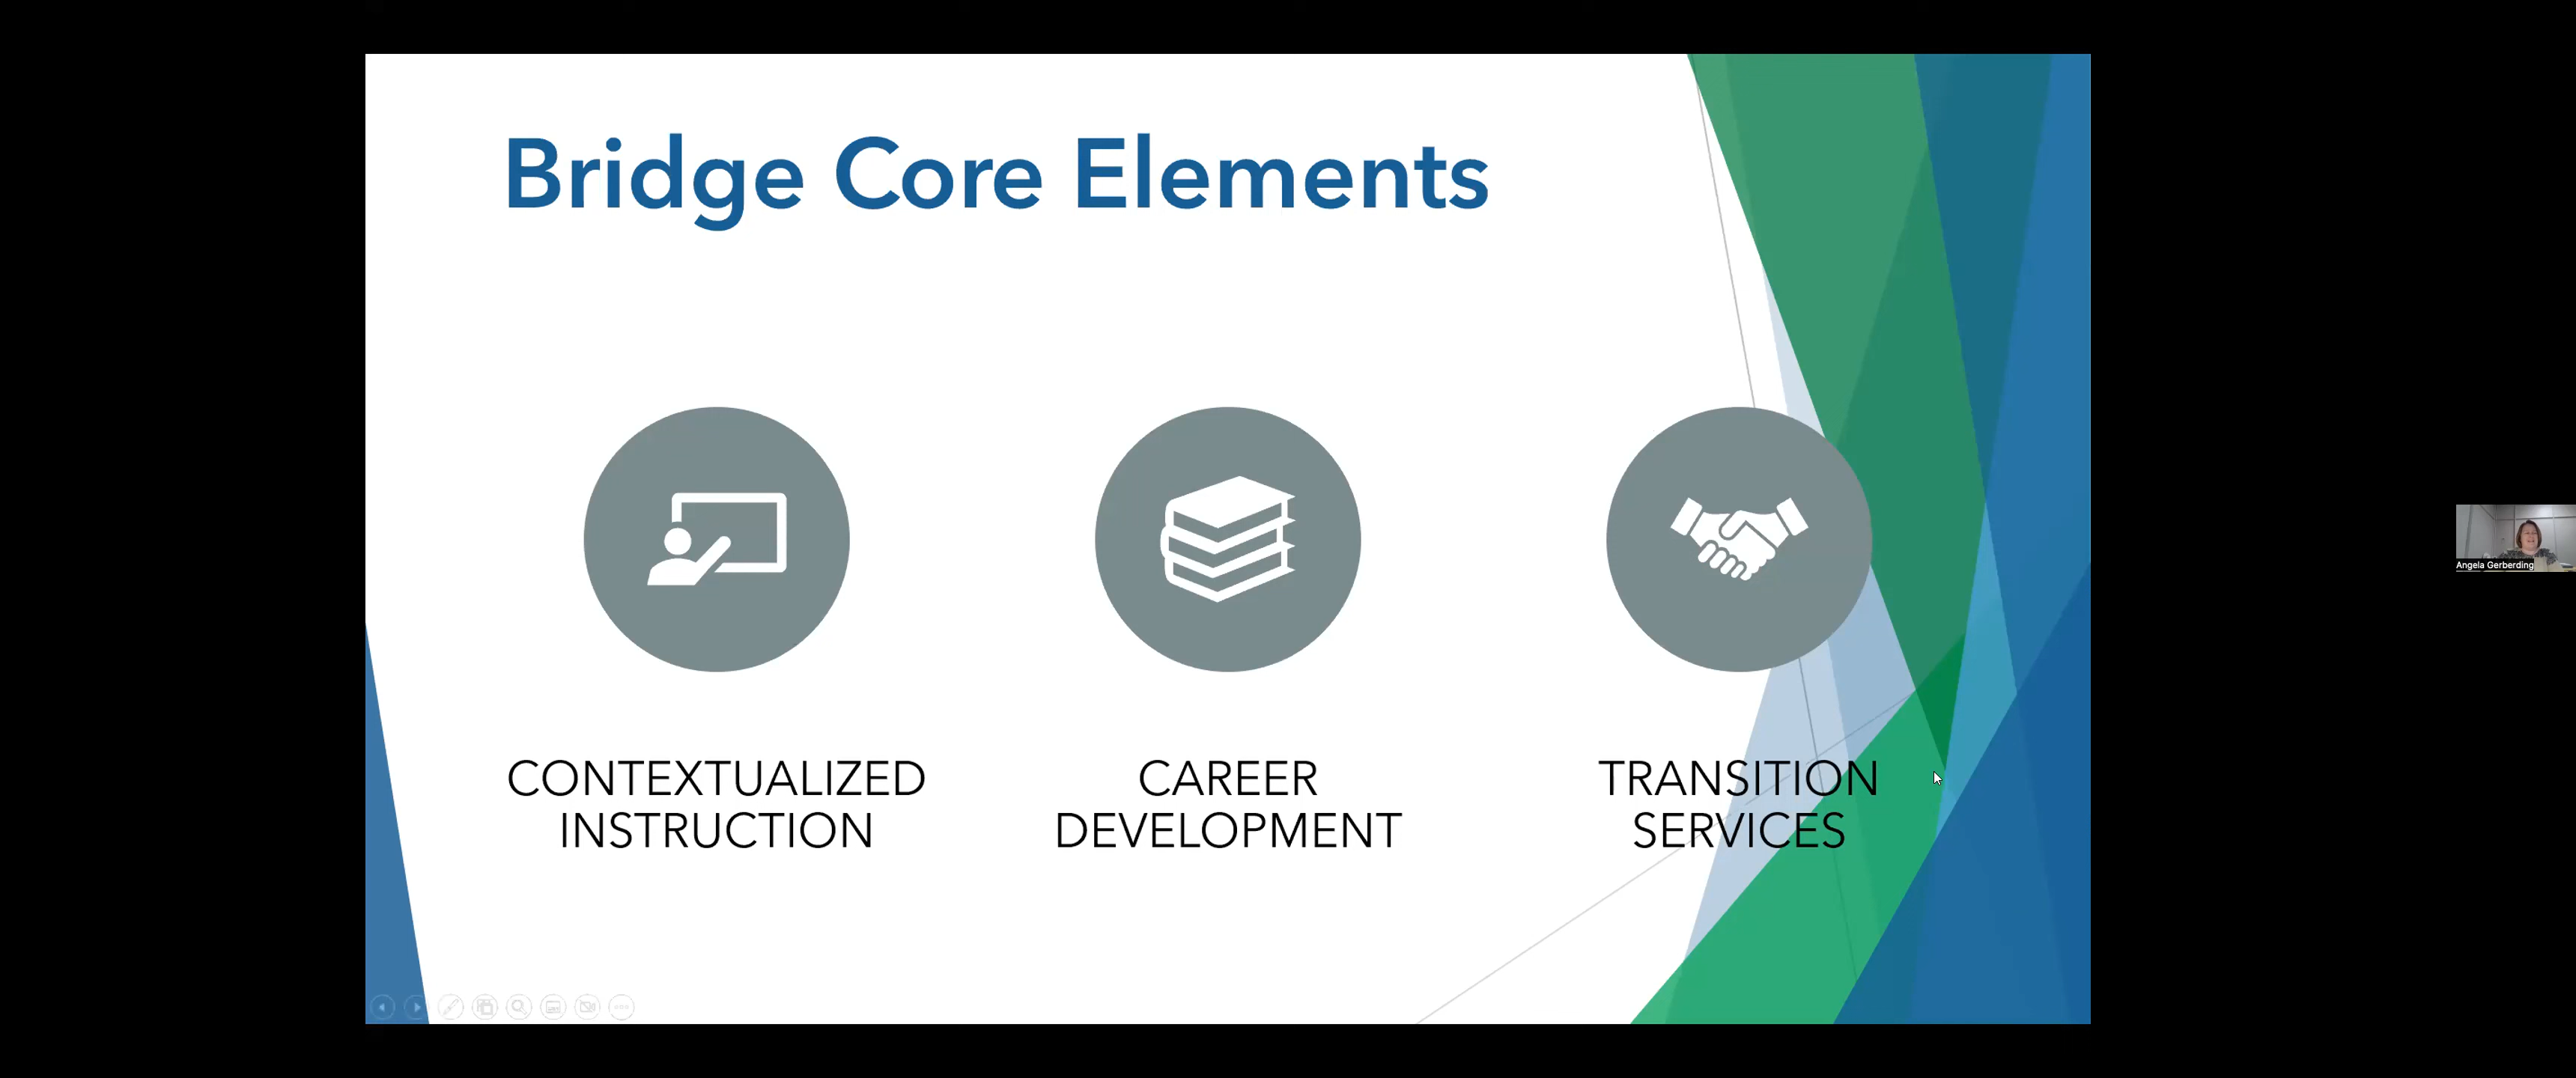 Bridge Core Elements
CONTEXTUALIZED
INSTRUCTION
CAREER
DEVELOPMENT
TRANSITION
SERVICES
Angela Gerberding